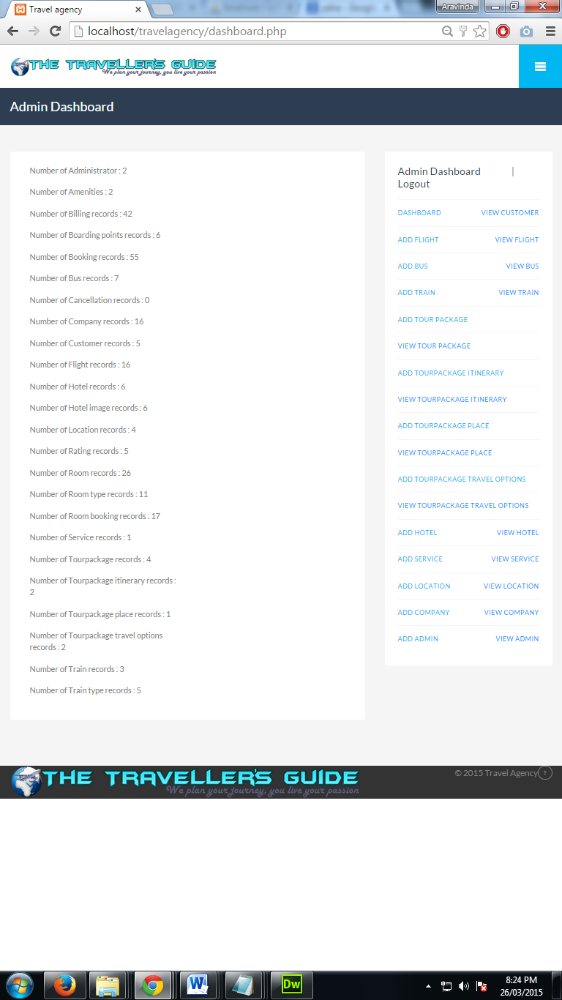 Travel agency
Aravinda
localhost/travelagency/dashboard.php
THE TRAVELLER'S GUIDE
We plan your journey, you live your passion
Admin Dashboard
Number of Administrator : 2
Number of Amenities : 2
Number of Billing records : 42
Number of Boarding points records : 6
Number of Booking records : 55
Number of Bus records : 7
Number of Cancellation records : 0
Number of Company records : 16
Number of Customer records : 5
Number of Flight records : 16
Number of Hotel records : 6
Number of Hotel image records : 6
Number of Location records : 4
Number of Rating records : 5
Number of Room records : 26
Number of Room type records : 11
Number of Room booking records : 17
Number of Service records : 1
Number of Tourpackage records : 4
Number of Tourpackage itinerary records :
2
Number of Tourpackage place records : 1
Number of Tourpackage travel options
records : 2
Number of Train records : 3
Number of Train type records : 5
Admin Dashboard |
Logout
DASHBOARD VIEW CUSTOMER
ADD FLIGHT VIEW FLIGHT
ADD BUS VIEW BUS
ADD TRAIN VIEW TRAIN
ADD TOUR PACKAGE
VIEW TOUR PACKAGE
ADD TOURPACKAGE ITINERARY
VIEW TOURPACKAGE ITINERARY
ADD TOURPACKAGE PLACE
VIEW TOURPACKAGE PLACE
ADD TOURPACKAGE TRAVEL OPTIONS
VIEW TOURPACKAGE TRAVEL OPTIONS
ADD HOTEL VIEW HOTEL
ADD SERVICE VIEW SERVICE
ADD LOCATION VIEW LOCATION
ADD COMPANY VIEW COMPANY
ADD ADMIN VIEW ADMIN
THE TRAVELLER'S GUIDE
We plan your journey, you live your passion
© 2015 Travel Agency
W
Dw
8:24 PM
26/03/2015